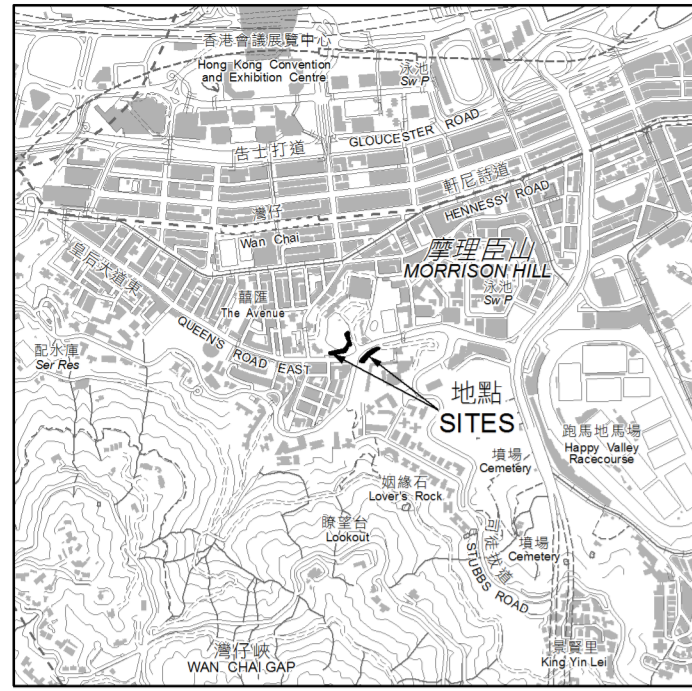 香港會議展覽中心
Hong Kong Convention
and Exhibition Centre
泳池
Sw P
告士打道
GLOUCESTER ROAD
軒尼詩道
HENNESSY ROAD
灣仔
Wan Chai
摩理臣山
MORRISON HILL
泳池
Sw P
皇后大道東
QUEEN'S ROAD EAST
囍匯
The Avenue
配水庫
Ser Res
地點
SITES
跑馬地馬場
Happy Valley
Racecourse
墳場
Cemetery
姻緣石
Lover's Rock
瞭望台
Lookout
司徒拔道
STUBBS ROAD
墳場
Cemetery
灣仔峽
WAN CHAI GAP
景賢里
King Yin Lei